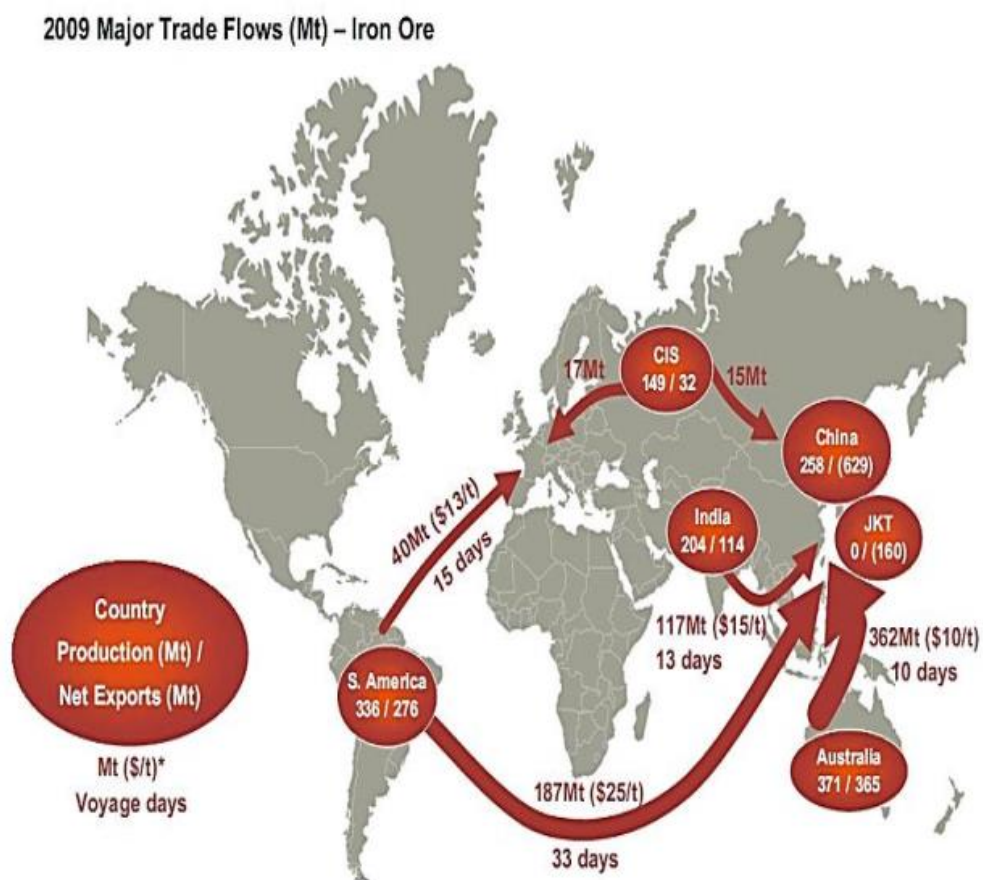 2009 Major Trade Flows (Mt) – Iron Ore
CIS
149 / 32
17Mt
15Mt
China
258 / (629)
40Mt ($13/t)
15 days
India
204 / 114
JKT
0 / (160)
117Mt ($15/t)
13 days
362Mt ($10/t)
10 days
Country
Production (Mt) /
Net Exports (Mt)
Mt ($/t)*
Voyage days
S. America
336 / 276
187Mt ($25/t)
33 days
Australia
371 / 365